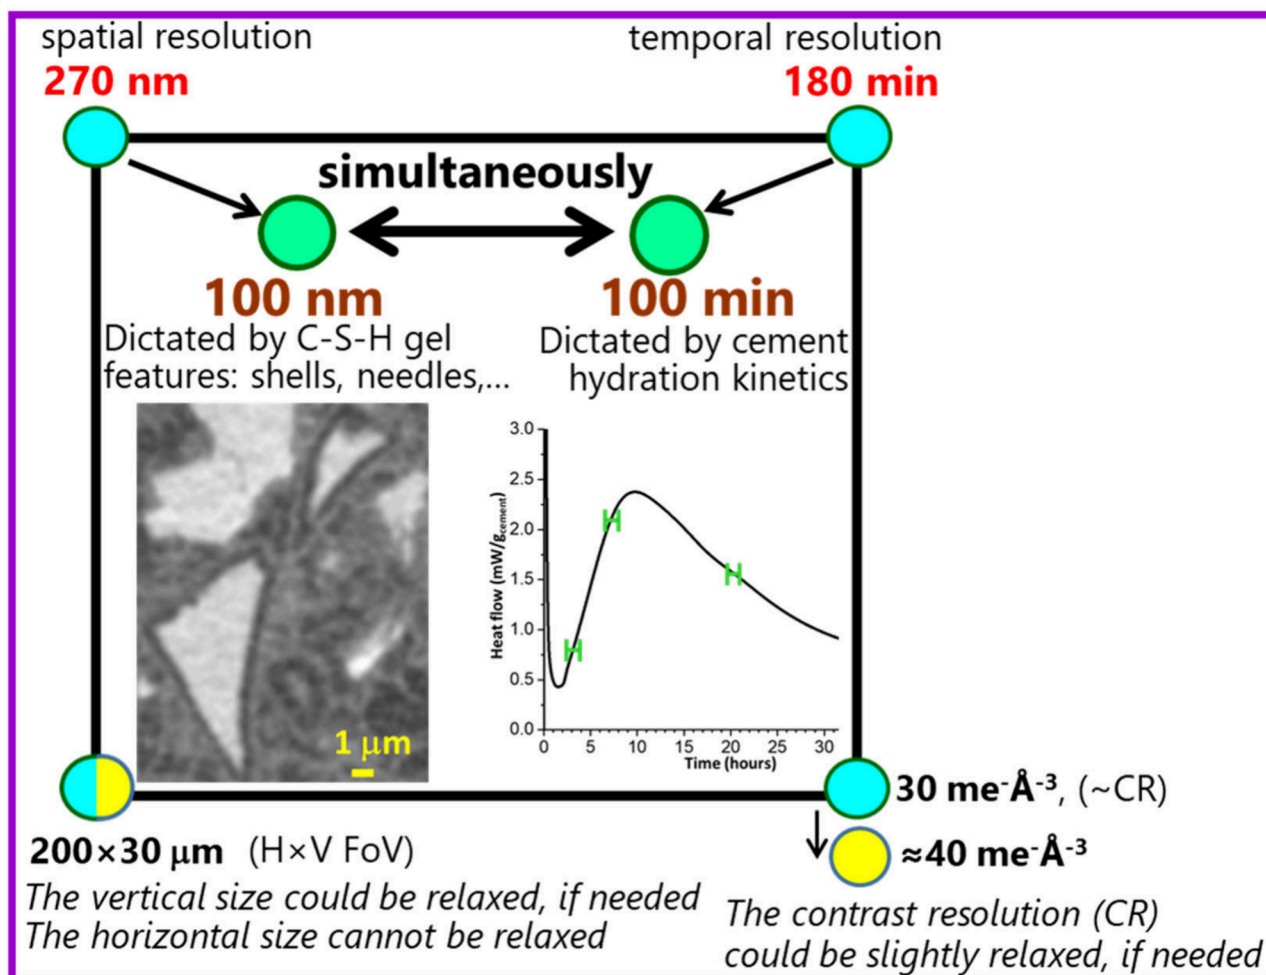 spatial resolution
270 nm
temporal resolution
180 min
simultaneously
100 nm
100 min
Dictated by C-S-H gel
features: shells, needles,...
Dictated by cement
hydration kinetics
1 μm
Heat flow (mW/g_cement)
3.0
2.5
2.0
1.5
1.0
0.5
0.0
0 5 10 15 20 25 30
Time (hours)
200×30 μm (H×V FoV)
The vertical size could be relaxed, if needed
The horizontal size cannot be relaxed
30 me⁻Å⁻³, (~CR)
≈40 me⁻Å⁻³
The contrast resolution (CR)
could be slightly relaxed, if needed